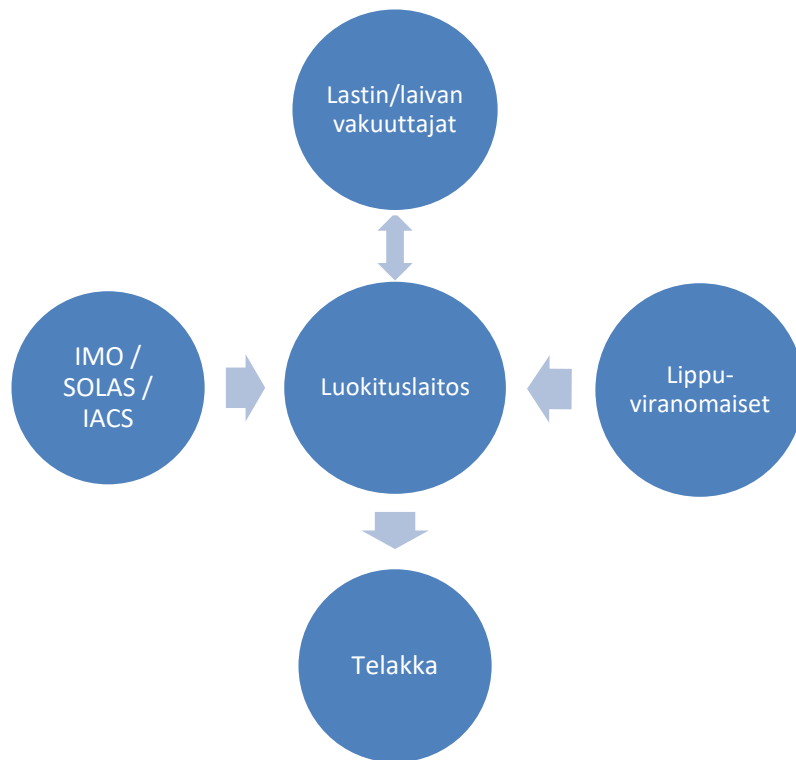 Lastin/laivan
vakuuttajat
IMO /
SOLAS /
IACS
Luokituslaitos
Lippu-
viranomaiset
Telakka